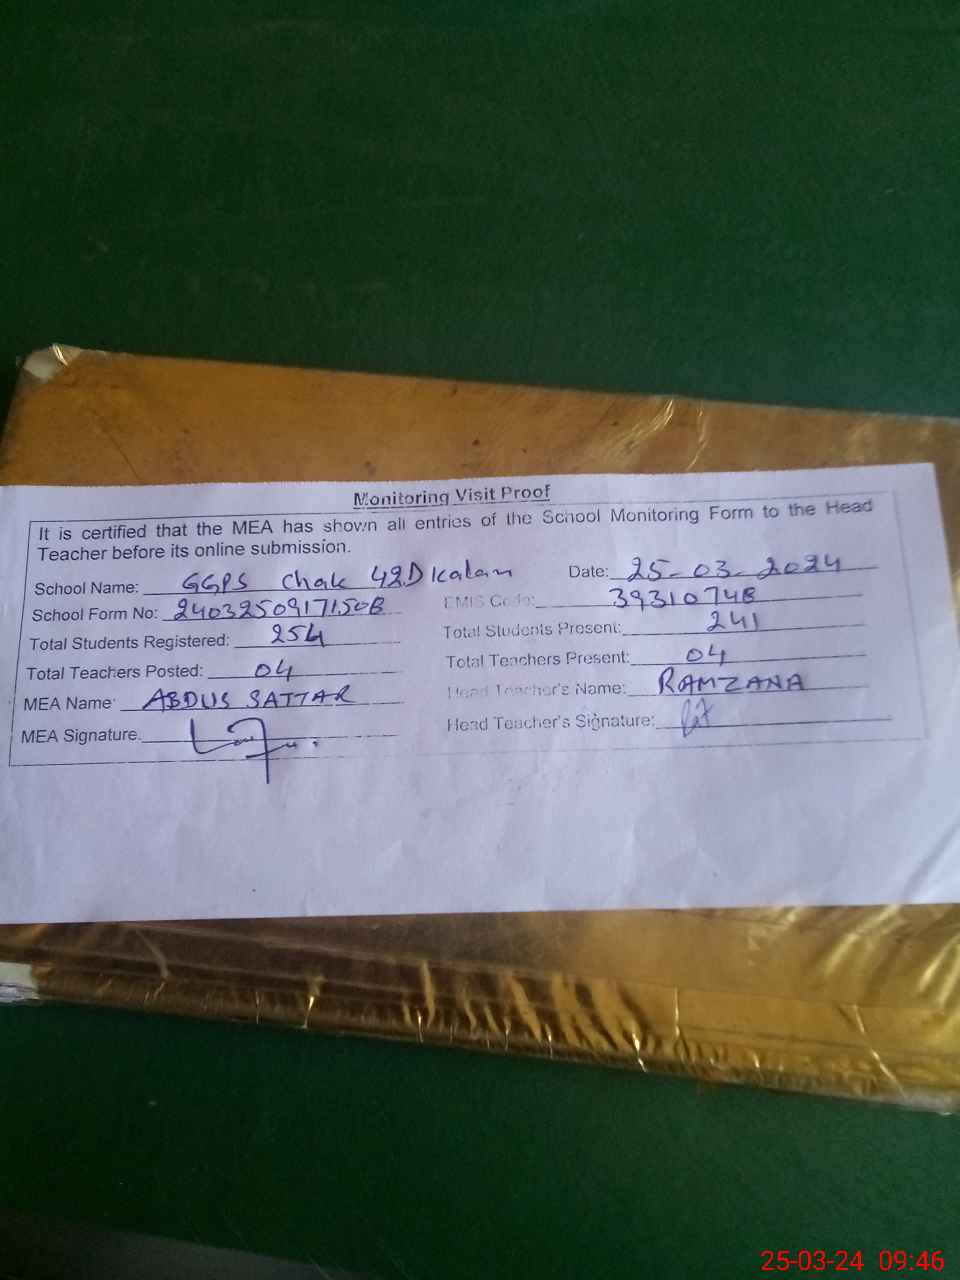 Monitoring Visit Proof
It is certified that the MEA has shown all entries of the School Monitoring Form to the Head
Teacher before its online submission.
School Name: GGPS Chak 42D Kalan Date: 25-03-2024
School Form No: EMIS Code: 39310748
Total Students Registered: 254 Total Students Present: 241
Total Teachers Posted: 04 Total Teachers Present: 04
MEA Name: ABDUS SATTAR Head Teacher's Name: RAMZANA
MEA Signature. Head Teacher's Signature:
25-03-24 09:46